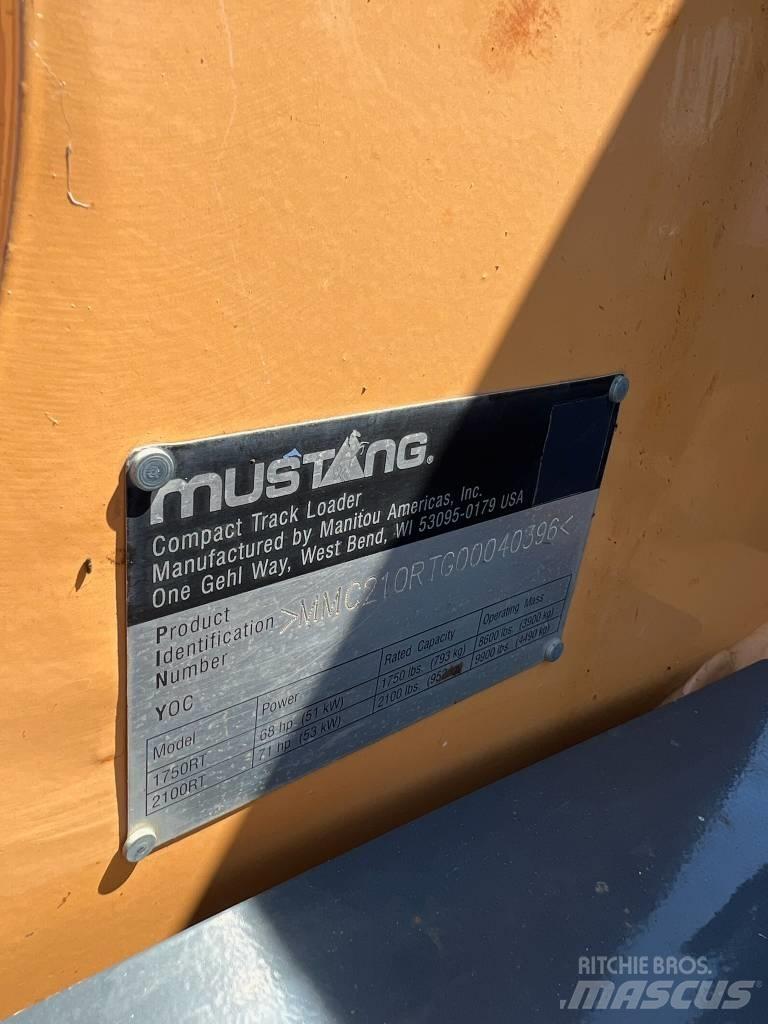 MUSTANG®
Compact Track Loader
Manufactured by Manitou Americas, Inc.
One Gehl Way, West Bend, WI 53095-0179 USA
Product
Identification >MMC210RTG00040396<
Number
YOC
Model Power Rated Capacity Operating Mass
1750RT 68 hp (51 kW) 1750 lbs. (793 kg) 8600 lbs. (3900 kg)
2100RT 71 hp (53 kW) 2100 lbs. 9900 lbs. (4490 kg)
RITCHIE BROS.
MASCUS